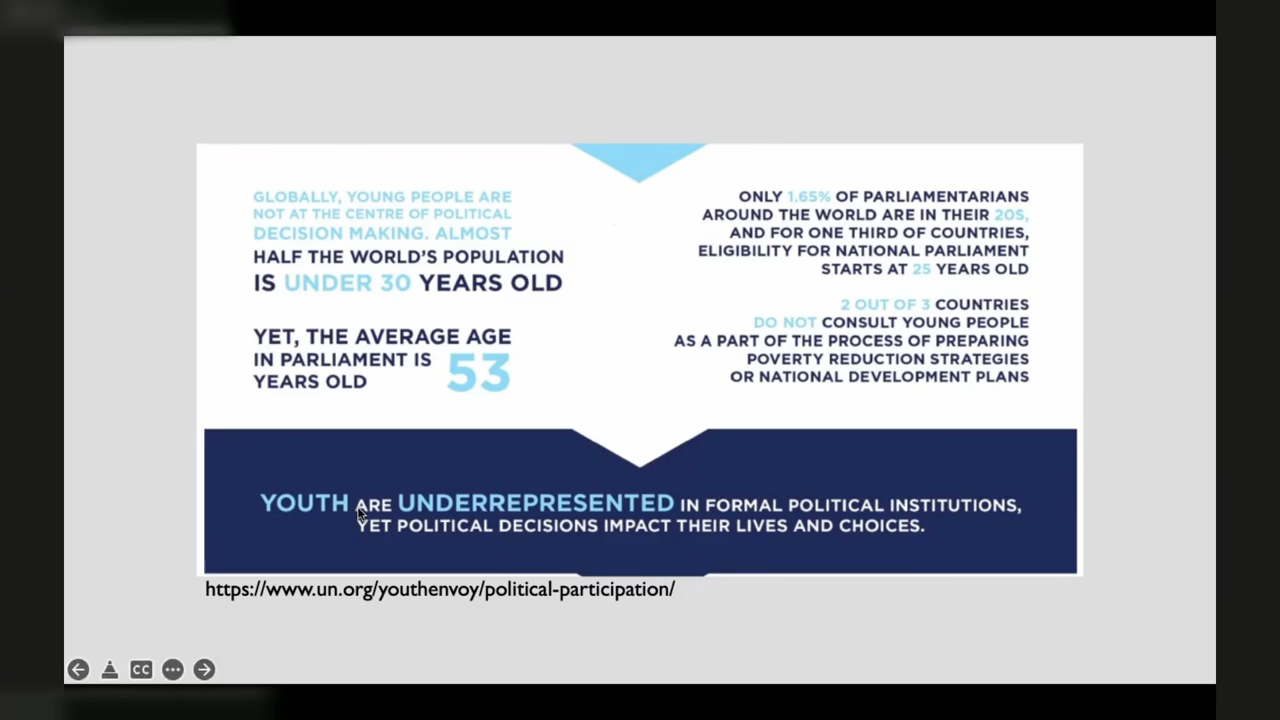 GLOBALLY, YOUNG PEOPLE ARE
NOT AT THE CENTRE OF POLITICAL
DECISION MAKING. ALMOST
HALF THE WORLD'S POPULATION
IS UNDER 30 YEARS OLD
YET, THE AVERAGE AGE
IN PARLIAMENT IS 53
YEARS OLD
ONLY 1.65% OF PARLIAMENTARIANS
AROUND THE WORLD ARE IN THEIR 20S,
AND FOR ONE THIRD OF COUNTRIES,
ELIGIBILITY FOR NATIONAL PARLIAMENT
STARTS AT 25 YEARS OLD
2 OUT OF 3 COUNTRIES
DO NOT CONSULT YOUNG PEOPLE
AS A PART OF THE PROCESS OF PREPARING
POVERTY REDUCTION STRATEGIES
OR NATIONAL DEVELOPMENT PLANS
YOUTH ARE UNDERREPRESENTED IN FORMAL POLITICAL INSTITUTIONS,
YET POLITICAL DECISIONS IMPACT THEIR LIVES AND CHOICES.
https://www.un.org/youthenvoy/political-participation/
CC